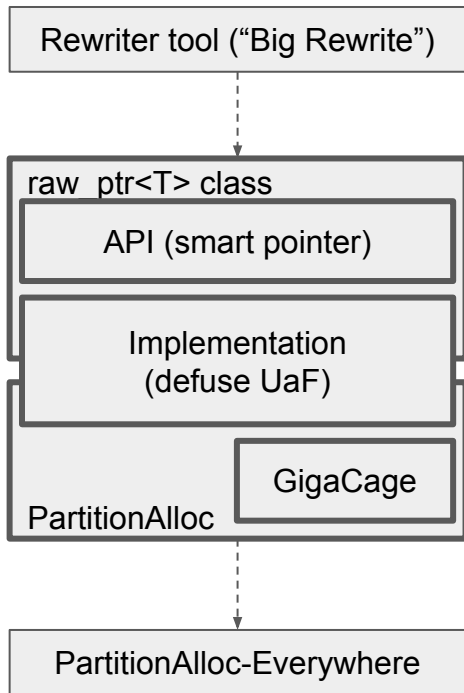 Rewriter tool (“Big Rewrite”)
raw_ptr<T> class
API (smart pointer)
Implementation
(defuse UaF)
GigaCage
PartitionAlloc
PartitionAlloc-Everywhere